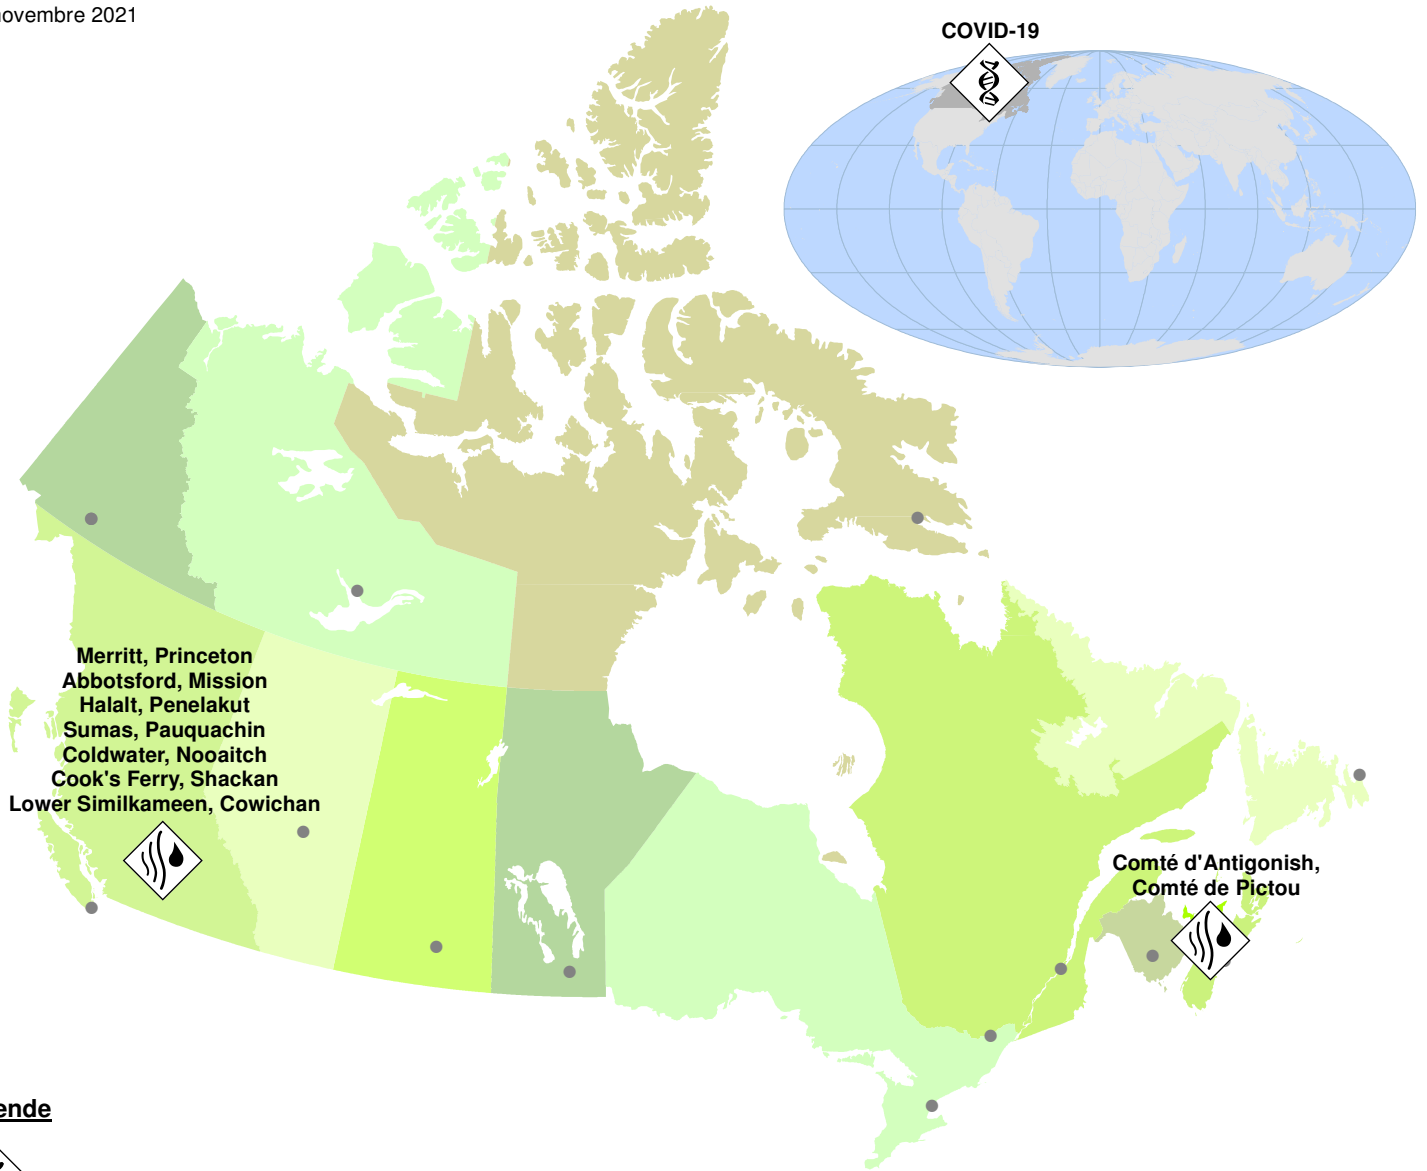 novembre 2021
COVID-19
Merritt, Princeton
Abbotsford, Mission
Halalt, Penelakut
Sumas, Pauquachin
Coldwater, Nooaitch
Cook's Ferry, Shackan
Lower Similkameen, Cowichan
Comté d'Antigonish,
Comté de Pictou
ende